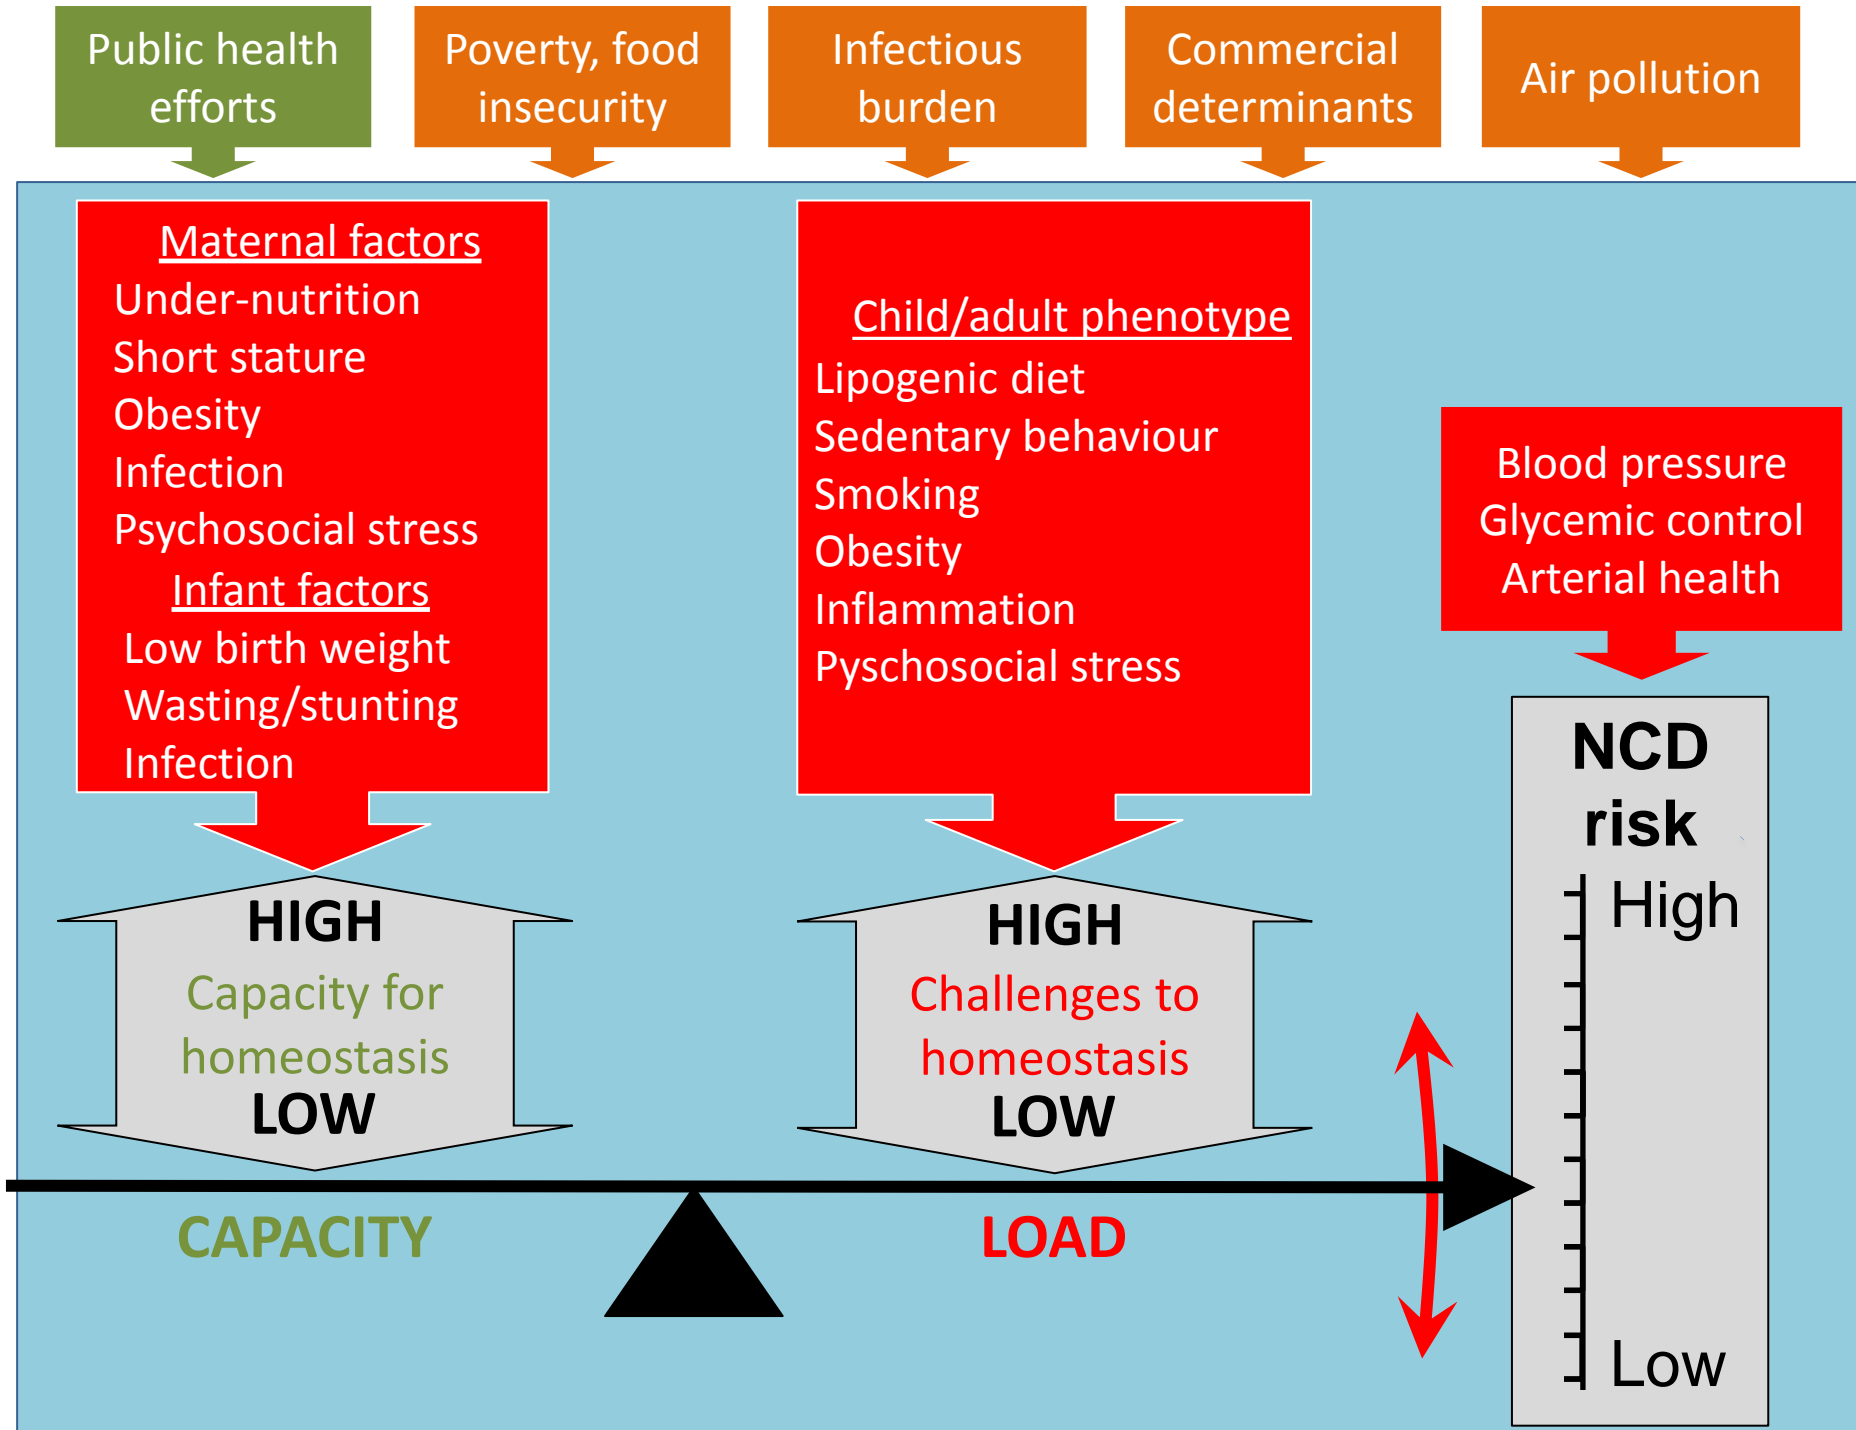 Public health
efforts
Poverty, food
insecurity
Infectious
burden
Commercial
determinants
Air pollution
Maternal factors
Under-nutrition
Short stature
Obesity
Infection
Psychosocial stress
Infant factors
Low birth weight
Wasting/stunting
Infection
Child/adult phenotype
Lipogenic diet
Sedentary behaviour
Smoking
Obesity
Inflammation
Pyschosocial stress
Blood pressure
Glycemic control
Arterial health
HIGH
Capacity for
homeostasis
LOW
HIGH
Challenges to
homeostasis
LOW
NCD
risk
High
Low
CAPACITY
LOAD